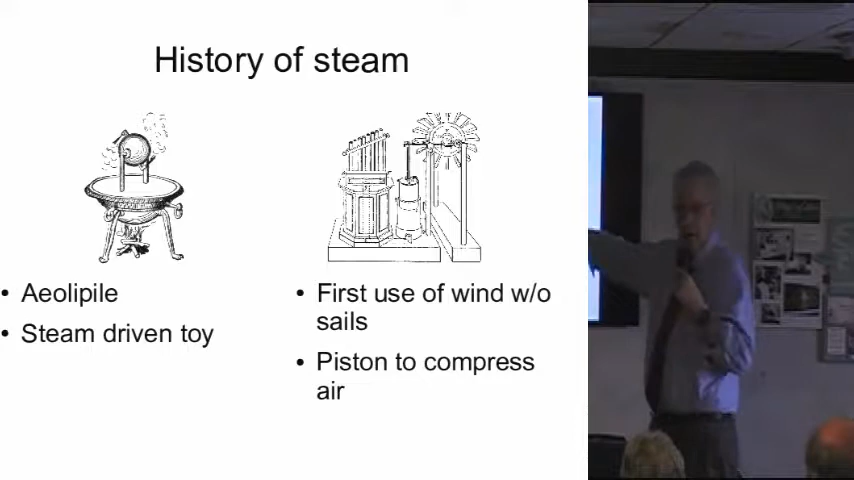 History of steam
• Aeolipile
• Steam driven toy
• First use of wind w/o
sails
• Piston to compress
air